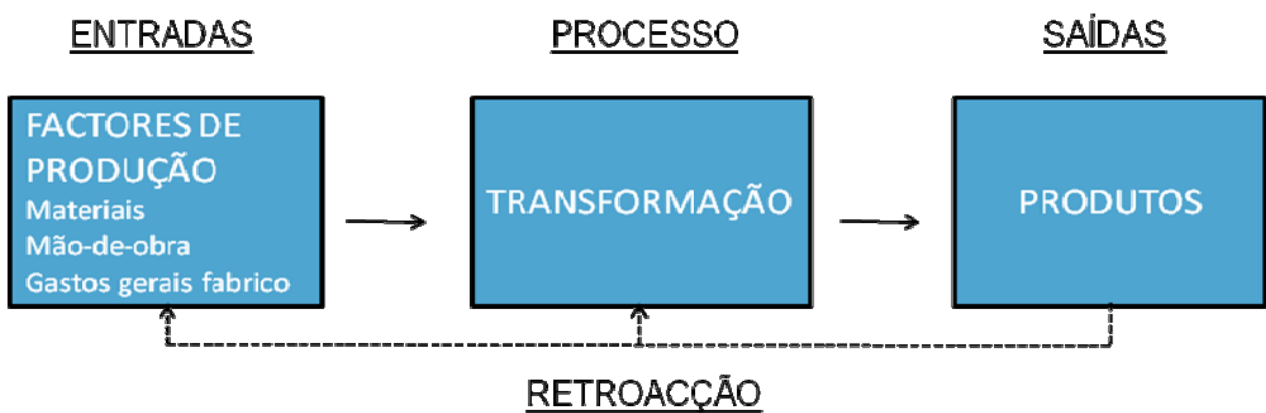 ENTRADAS
PROCESSO
SAÍDAS
FACTORES DE
PRODUÇÃO
Materiais
Mão-de-obra
Gastos gerais fabrico
TRANSFORMAÇÃO
PRODUTOS
RETROACÇÃO